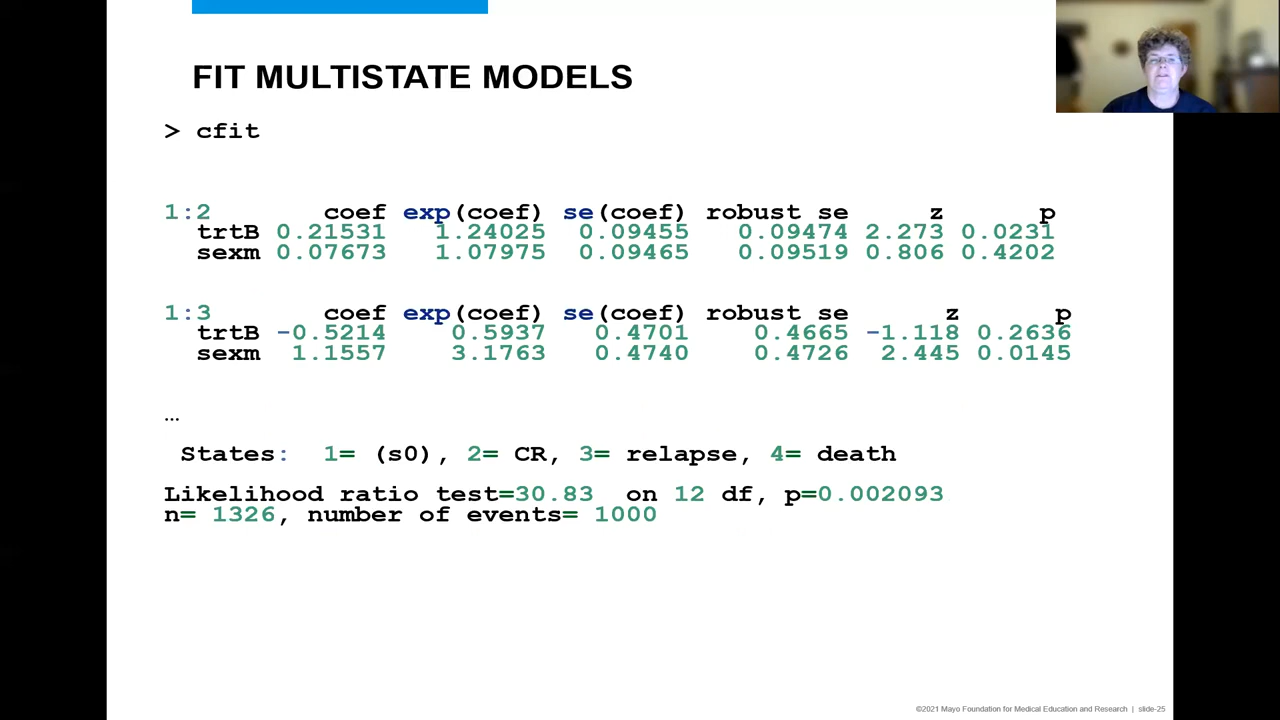 FIT MULTISTATE MODELS
> cfit
1:2 coef exp(coef) se(coef) robust se z p
trtB 0.21531 1.24025 0.09455 0.09474 2.273 0.0231
sexm 0.07673 1.07975 0.09465 0.09519 0.806 0.4202
1:3 coef exp(coef) se(coef) robust se z p
trtB -0.5214 0.5937 0.4701 0.4665 -1.118 0.2636
sexm 1.1557 3.1763 0.4740 0.4726 2.445 0.0145
…
States: 1= (s0), 2= CR, 3= relapse, 4= death
Likelihood ratio test=30.83 on 12 df, p=0.002093
n= 1326, number of events= 1000
©2021 Mayo Foundation for Medical Education and Research | slide-25